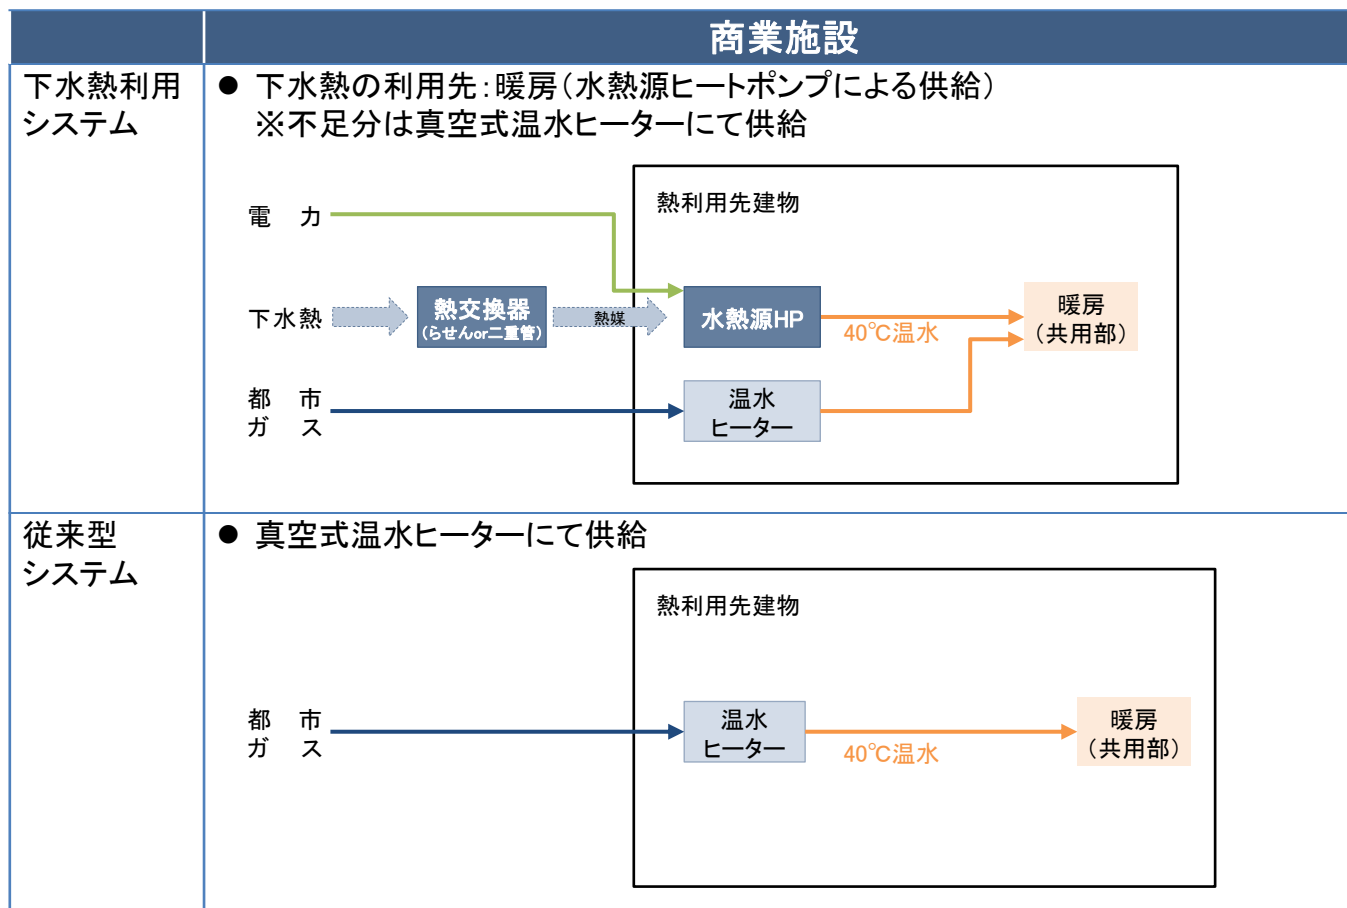 商業施設
下水熱利用
システム
● 下水熱の利用先：暖房（水熱源ヒートポンプによる供給）
※不足分は真空式温水ヒーターにて供給
熱利用先建物
電　力
下水熱
熱交換器
（らせんor二重管）
熱媒
水熱源HP
40℃温水
暖房
（共用部）
都　市
ガ　ス
温水
ヒーター
従来型
システム
● 真空式温水ヒーターにて供給
熱利用先建物
都　市
ガ　ス
温水
ヒーター
40℃温水
暖房
（共用部）